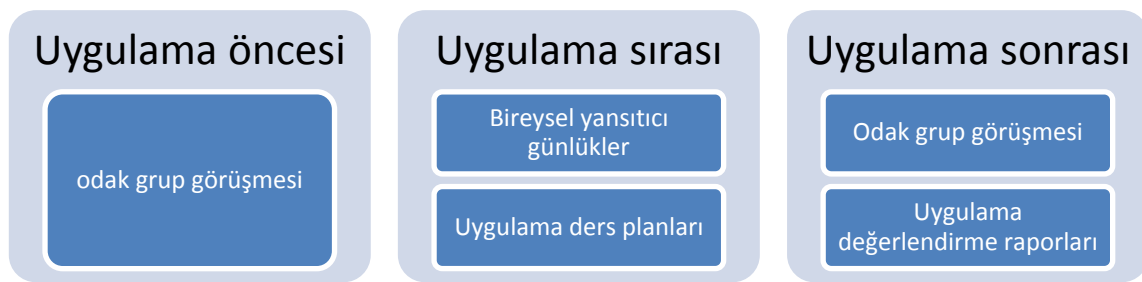 Uygulama öncesi
odak grup görüşmesi
Uygulama sırası
Bireysel yansıtıcı
günlükler
Uygulama ders planları
Uygulama sonrası
Odak grup görüşmesi
Uygulama
değerlendirme raporları